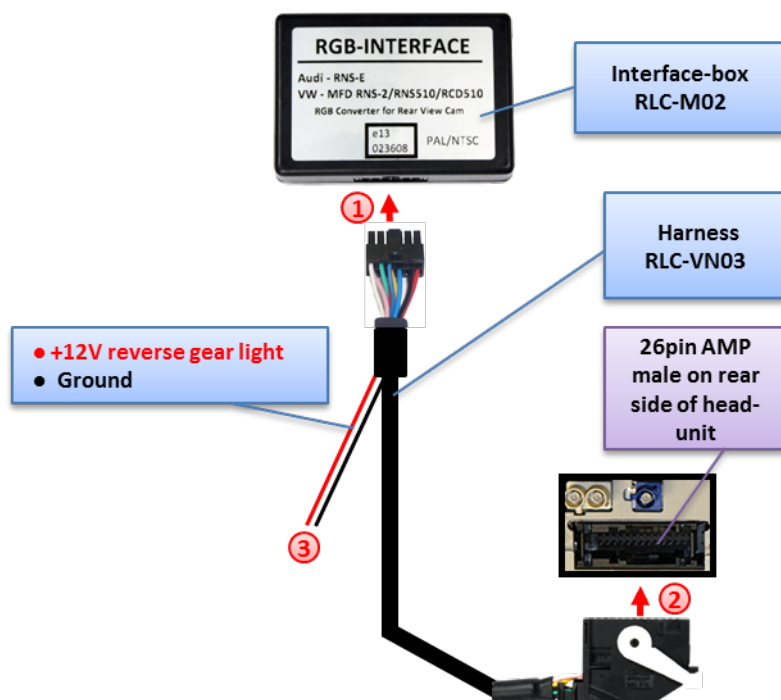 RGB-INTERFACE
Audi - RNS-E
VW - MFD RNS-2/RNS510/RCD510
RGB Converter for Rear View Cam
e13
023608
PAL/NTSC
Interface-box
RLC-M02
1
Harness
RLC-VN03
• +12V reverse gear light
• Ground
26pin AMP
male on rear
side of head-
unit
3
2